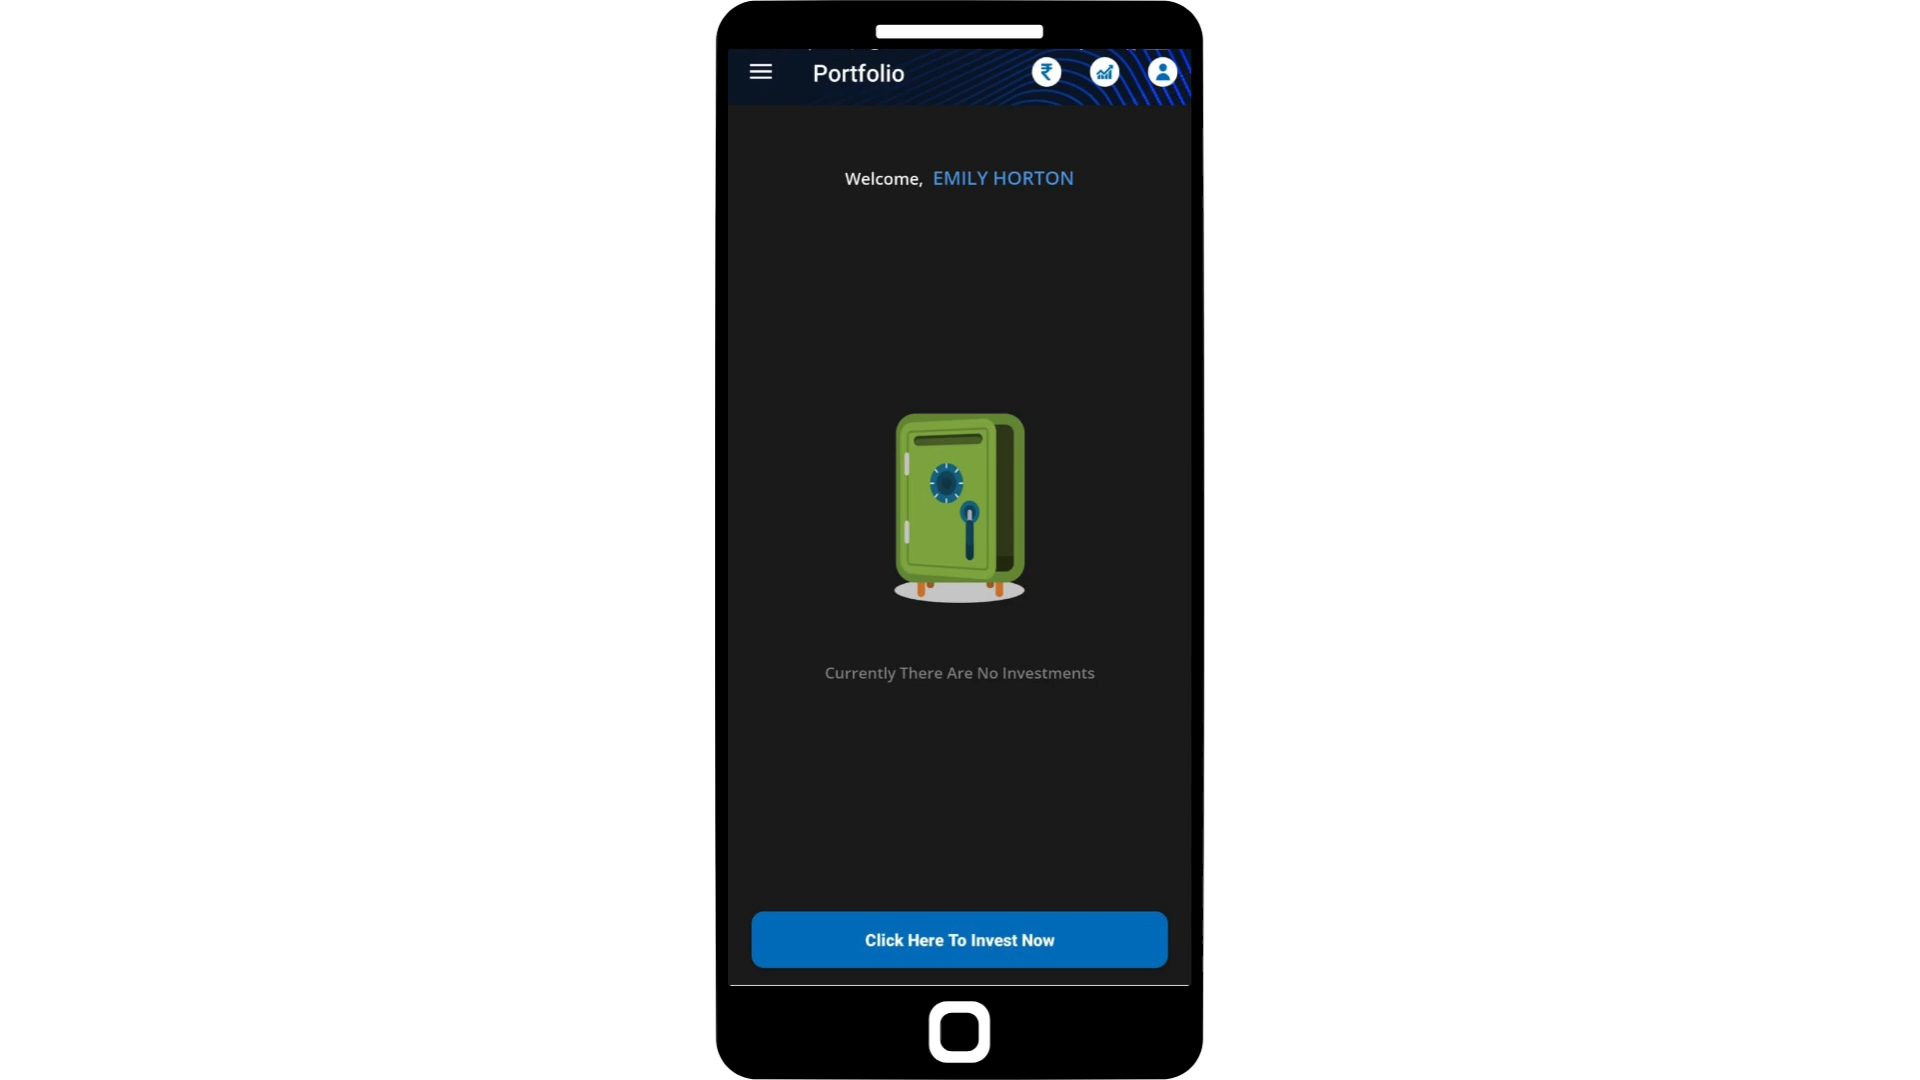 Portfolio
₹
Welcome, EMILY HORTON
Currently There Are No Investments
Click Here To Invest Now